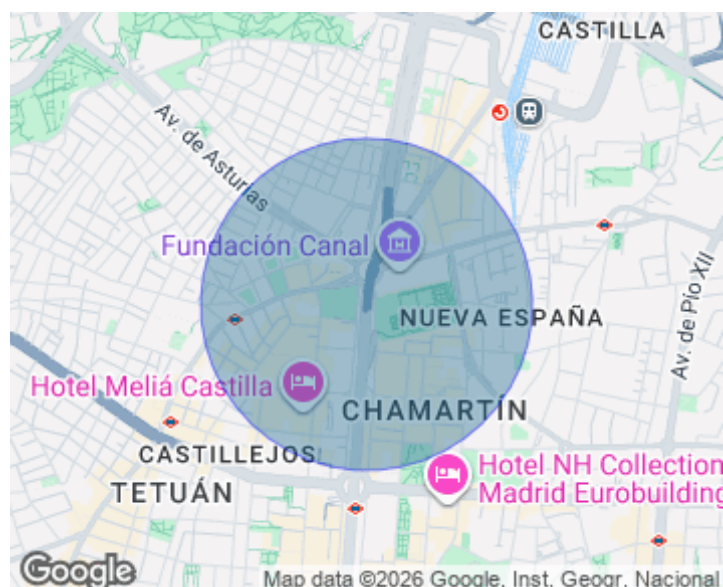 CASTILLA
Av. de Asturias
Fundación Canal
NUEVA ESPAÑA
Av. de Pío XII
Hotel Meliá Castilla
CHAMARTÍN
CASTILLEJOS
TETUÁN
Hotel NH Collection
Madrid Eurobuilding
Google
Map data ©2026 Google, Inst. Geogr. Nacional